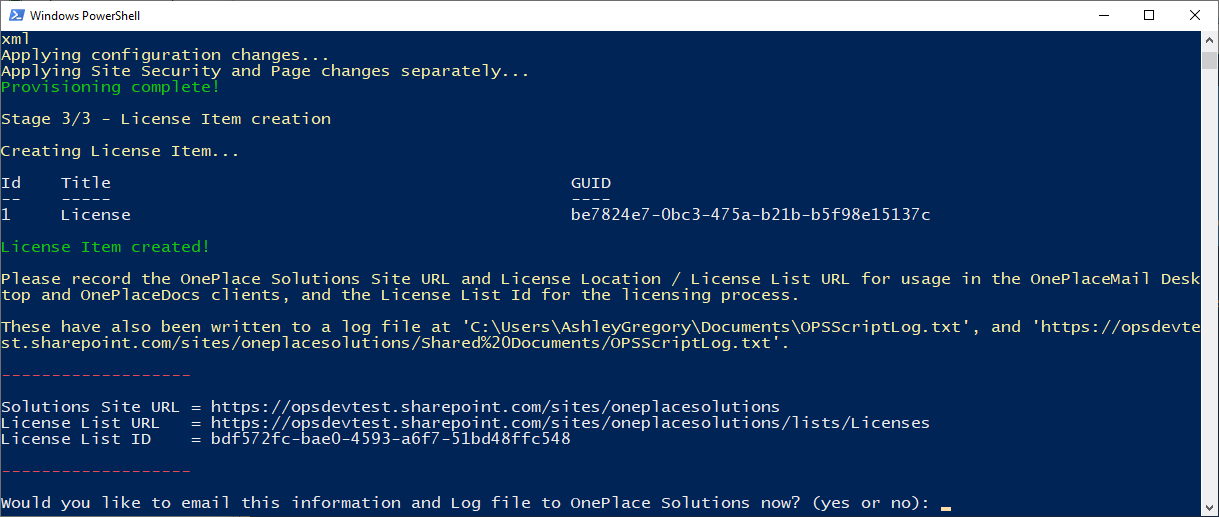 Windows PowerShell
xml
Applying configuration changes...
Applying Site Security and Page changes separately...
Provisioning complete!
Stage 3/3 - License Item creation
Creating License Item...
Id    Title                                              GUID
--    -----                                              ----
1     License                                            be7824e7-0bc3-475a-b21b-b5f98e15137c
License Item created!
Please record the OnePlace Solutions Site URL and License Location / License List URL for usage in the OnePlaceMail Desk
top and OnePlaceDocs clients, and the License List Id for the licensing process.
These have also been written to a log file at 'C:\Users\AshleyGregory\Documents\OPSScriptLog.txt', and 'https://opsdevte
st.sharepoint.com/sites/oneplacesolutions/Shared%20Documents/OPSScriptLog.txt'.
-------------------
Solutions Site URL = https://opsdevtest.sharepoint.com/sites/oneplacesolutions
License List URL   = https://opsdevtest.sharepoint.com/sites/oneplacesolutions/lists/Licenses
License List ID    = bdf572fc-bae0-4593-a6f7-51bd48ffc548
-------------------
Would you like to email this information and Log file to OnePlace Solutions now? (yes or no): _